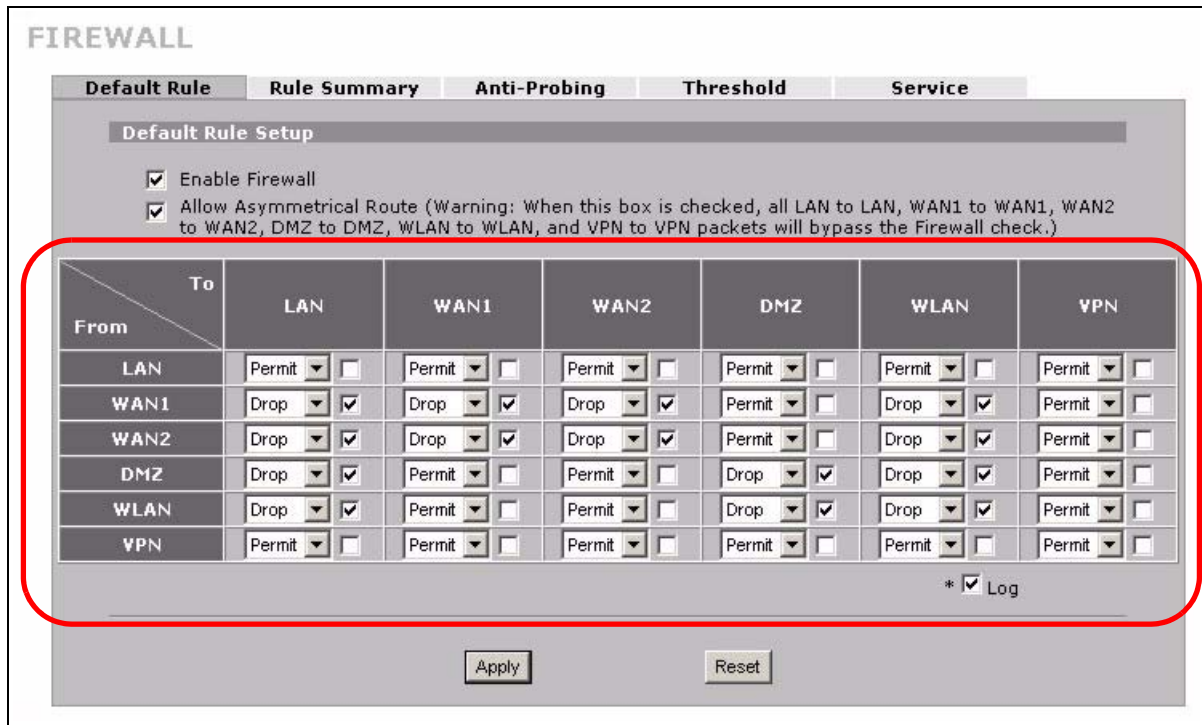 FIREWALL
Default Rule Rule Summary Anti-Probing Threshold Service
Default Rule Setup
Enable Firewall
Allow Asymmetrical Route (Warning: When this box is checked, all LAN to LAN, WAN1 to WAN1, WAN2
to WAN2, DMZ to DMZ, WLAN to WLAN, and VPN to VPN packets will bypass the Firewall check.)
To
From
LAN WAN1 WAN2 DMZ WLAN VPN
LAN Permit Permit Permit Permit Permit Permit
WAN1 Drop Drop Drop Permit Drop Permit
WAN2 Drop Drop Drop Permit Drop Permit
DMZ Drop Permit Permit Drop Drop Permit
WLAN Drop Permit Permit Drop Drop Permit
VPN Permit Permit Permit Permit Permit Permit
* Log
Apply Reset